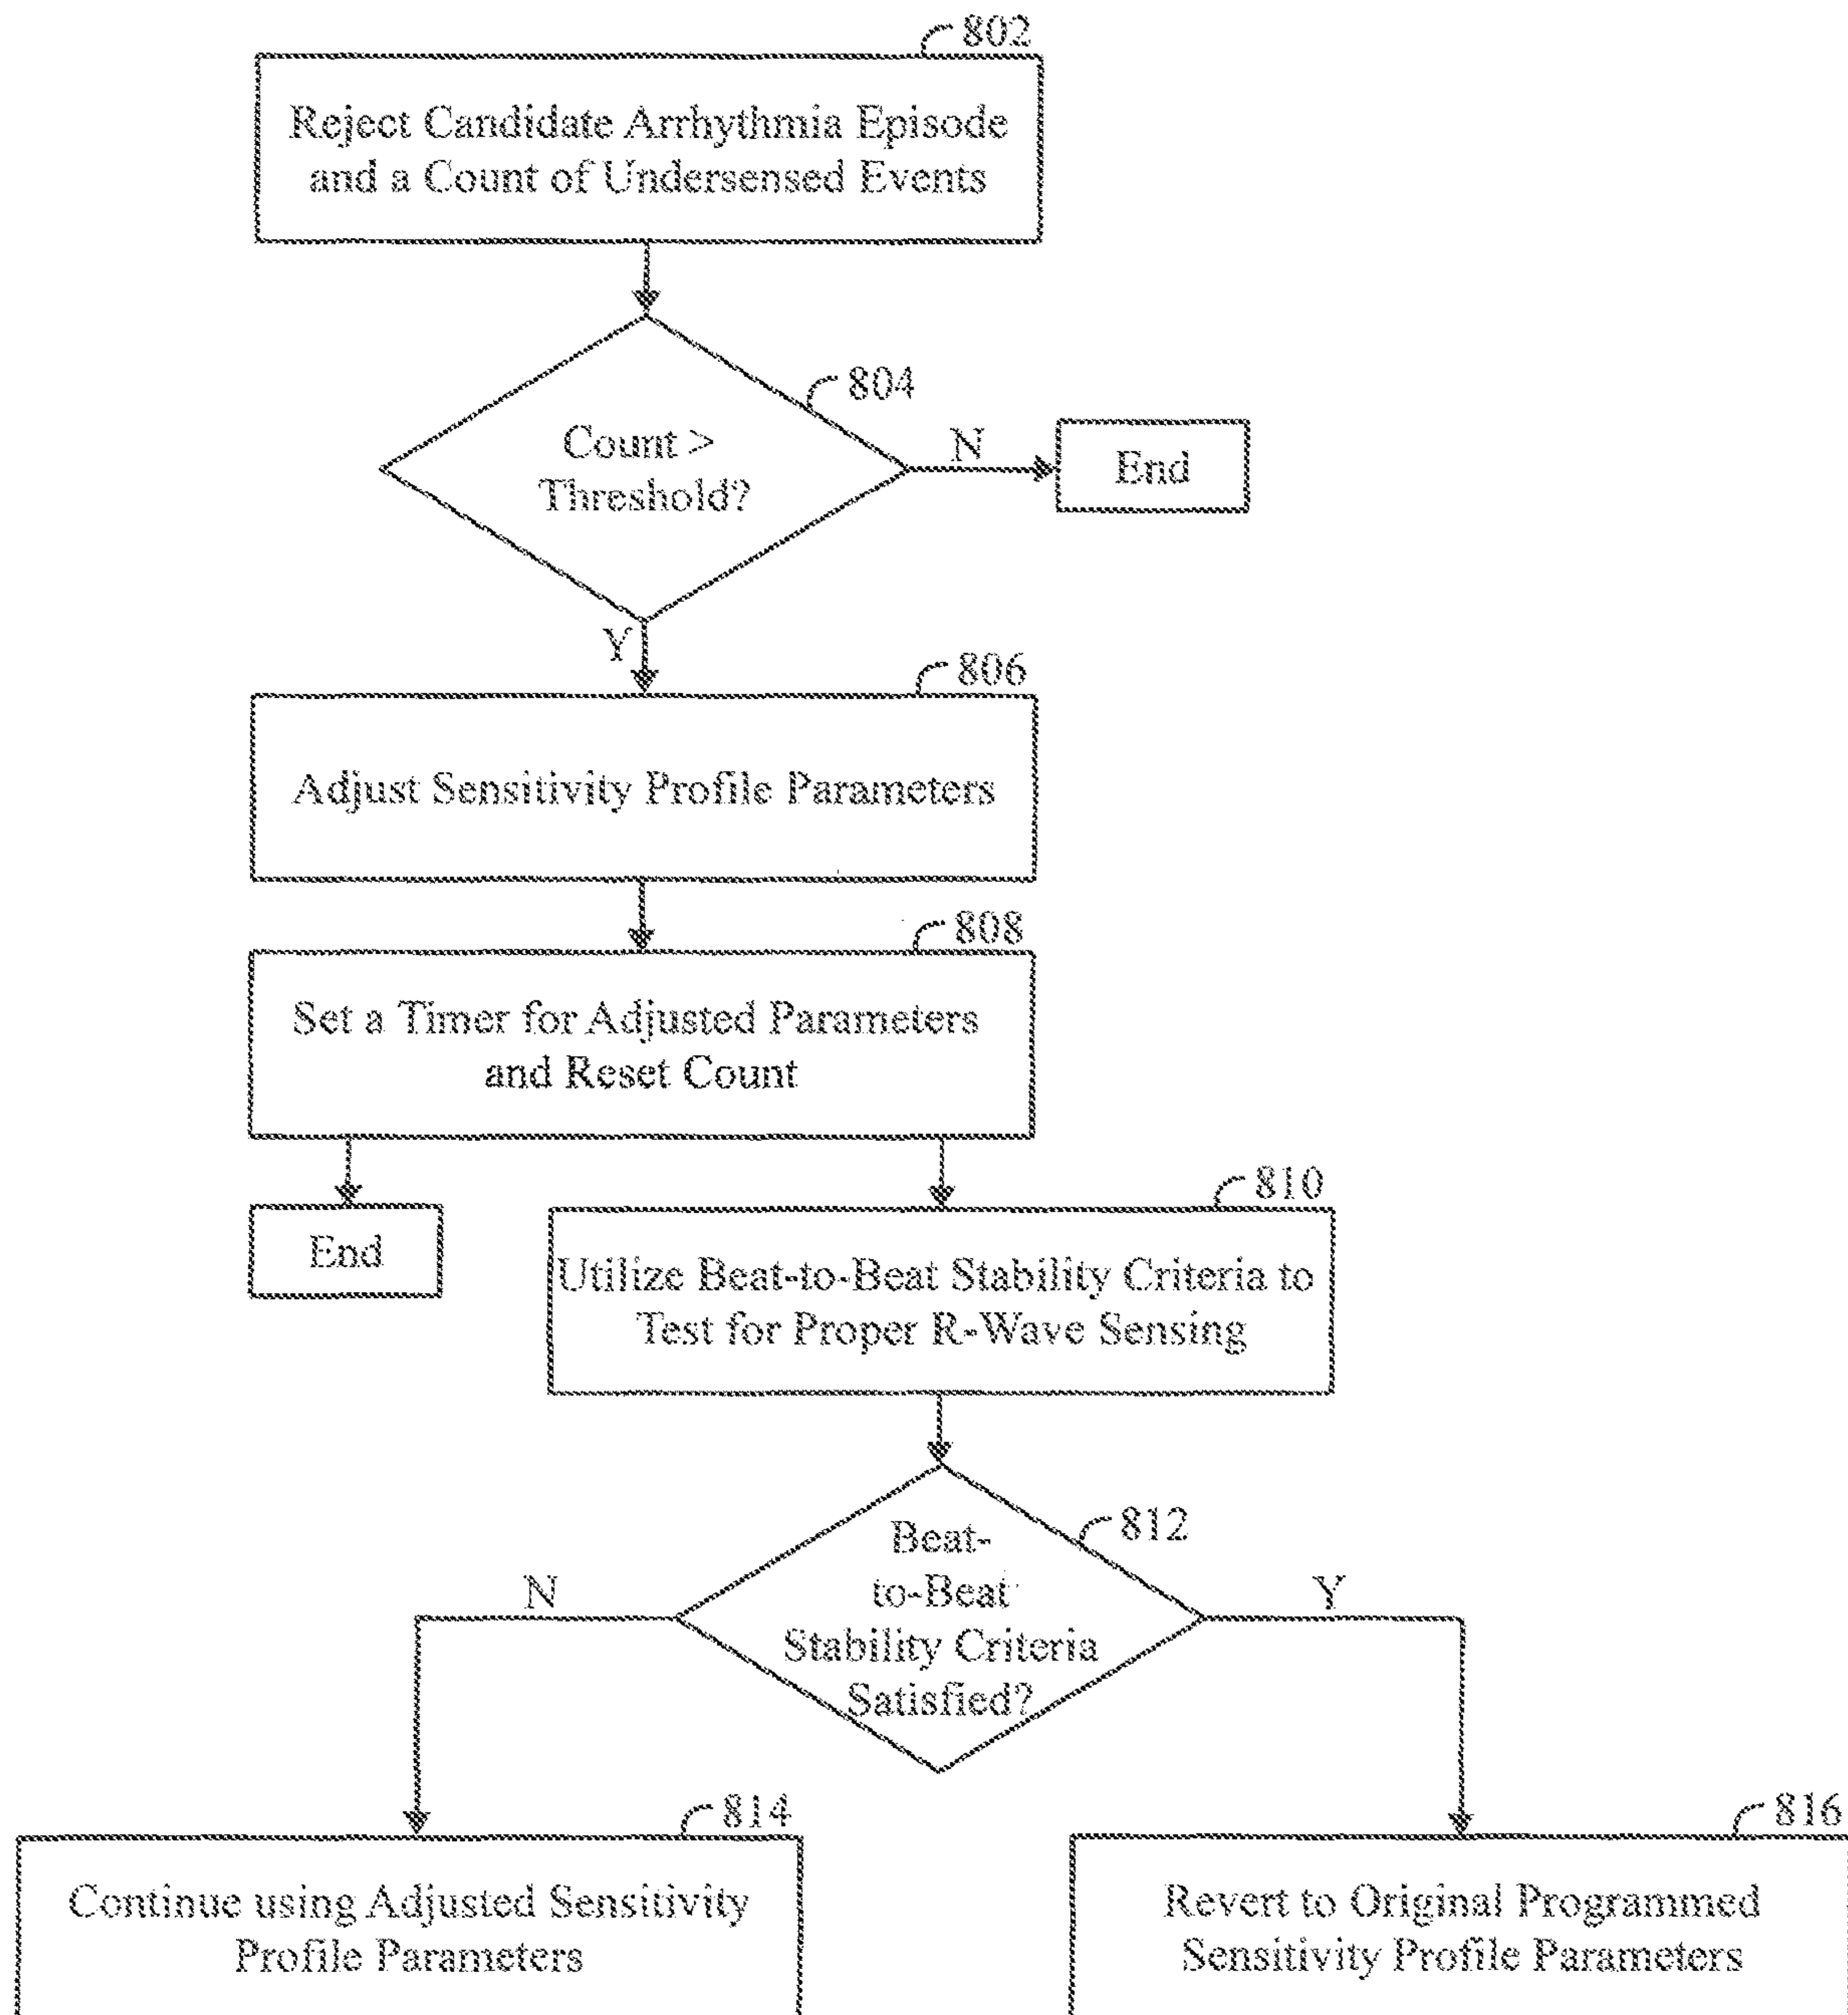 802
Reject Candidate Arrhythmia Episode
and a Count of Undersensed Events
804
Count >
Threshold?
N
End
Y
806
Adjust Sensitivity Profile Parameters
808
Set a Timer for Adjusted Parameters
and Reset Count
End
810
Utilize Beat-to-Beat Stability Criteria to
Test for Proper R-Wave Sensing
812
Beat-
to-Beat
Stability Criteria
Satisfied?
N
Y
814
Continue using Adjusted Sensitivity
Profile Parameters
816
Revert to Original Programmed
Sensitivity Profile Parameters